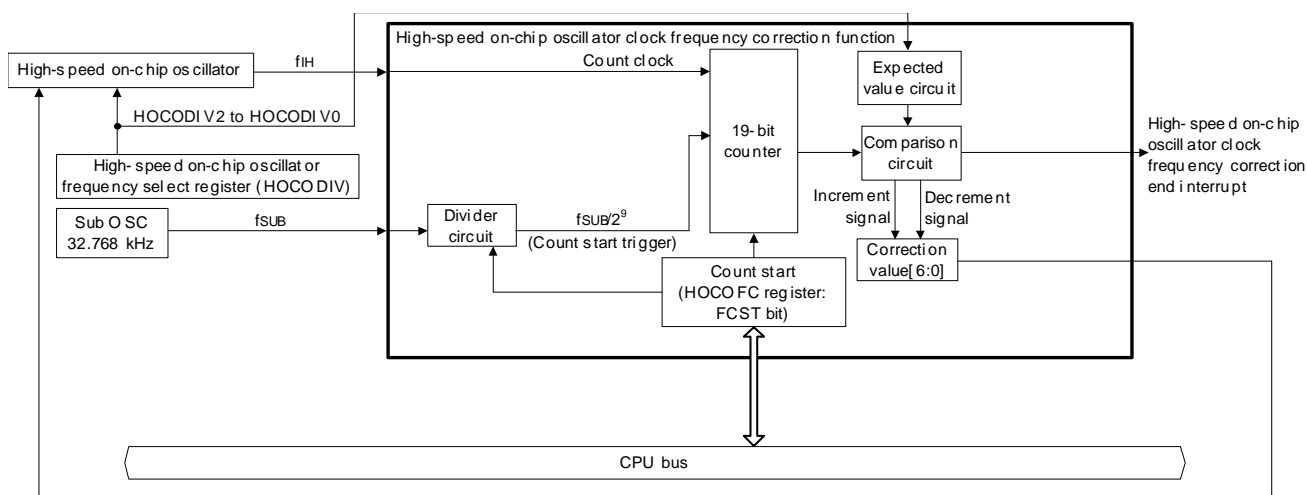 High-speed on-chip oscillator clock frequency correction function
High-speed on-chip oscillator
fIH
Count clock
Expected
value circuit
HOCODIV2 to HOCODIV0
19-bit
counter
Comparison
circuit
High-speed on-chip
oscillator clock
frequency correction
end interrupt
High-speed on-chip oscillator
frequency select register (HOCODIV)
Increment
signal
Decrement
signal
Sub OSC
32.768 kHz
fSUB
Divider
circuit
fSUB/2⁹
(Count start trigger)
Correction
value[6:0]
Count start
(HOCOFC register:
FCST bit)
CPU bus